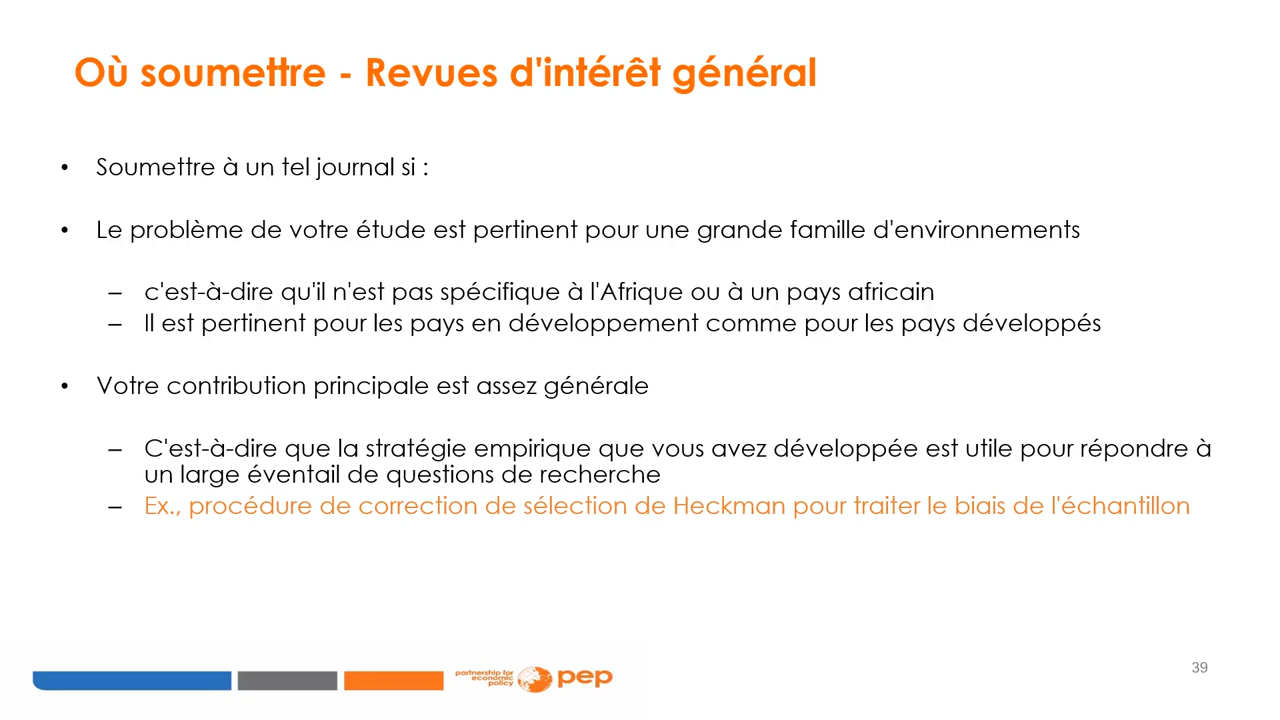 Où soumettre - Revues d'intérêt général
• Soumettre à un tel journal si :
• Le problème de votre étude est pertinent pour une grande famille d'environnements
– c'est-à-dire qu'il n'est pas spécifique à l'Afrique ou à un pays africain
– Il est pertinent pour les pays en développement comme pour les pays développés
• Votre contribution principale est assez générale
– C'est-à-dire que la stratégie empirique que vous avez développée est utile pour répondre à
un large éventail de questions de recherche
– Ex., procédure de correction de sélection de Heckman pour traiter le biais de l'échantillon
partnership for
economic
policy
pep
39